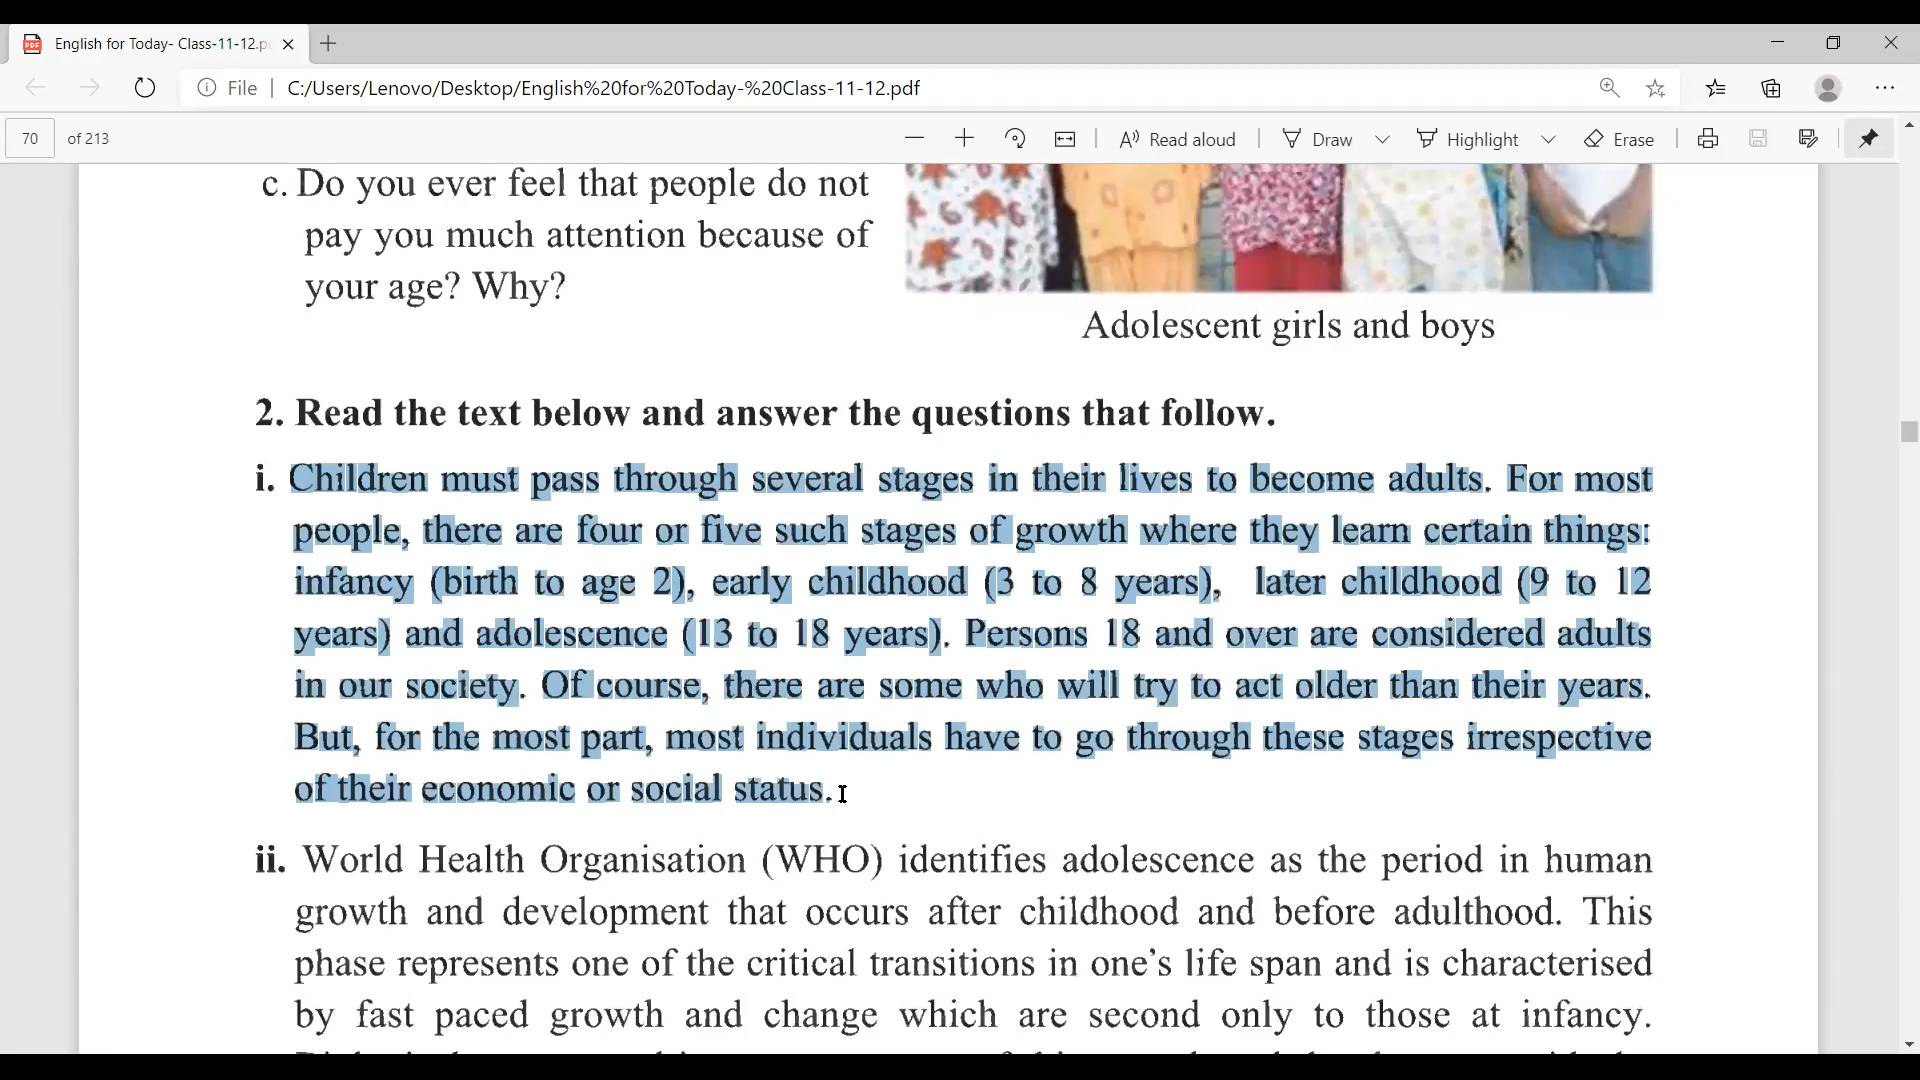 English for Today- Class-11-12.p
File
C:/Users/Lenovo/Desktop/English%20for%20Today-%20Class-11-12.pdf
70 of 213
Read aloud
Draw
Highlight
Erase
c. Do you ever feel that people do not
pay you much attention because of
your age? Why?
Adolescent girls and boys
2. Read the text below and answer the questions that follow.
i. Children must pass through several stages in their lives to become adults. For most
people, there are four or five such stages of growth where they learn certain things:
infancy (birth to age 2), early childhood (3 to 8 years), later childhood (9 to 12
years) and adolescence (13 to 18 years). Persons 18 and over are considered adults
in our society. Of course, there are some who will try to act older than their years.
But, for the most part, most individuals have to go through these stages irrespective
of their economic or social status.
ii. World Health Organisation (WHO) identifies adolescence as the period in human
growth and development that occurs after childhood and before adulthood. This
phase represents one of the critical transitions in one's life span and is characterised
by fast paced growth and change which are second only to those at infancy.